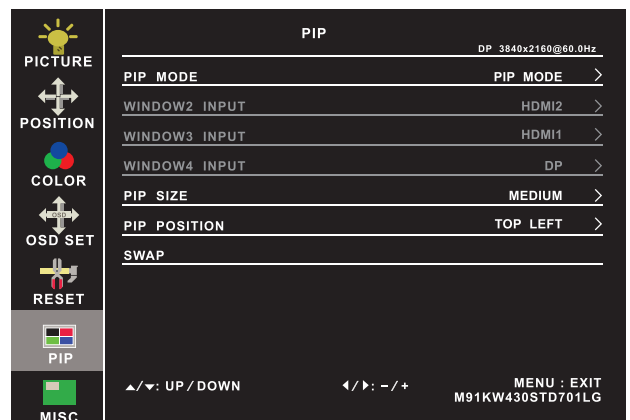 PIP
DP 3840x2160@60.0Hz
PICTURE
POSITION
COLOR
OSD
OSD SET
RESET
PIP
MISC
PIP MODE PIP MODE >
WINDOW2 INPUT HDMI2 >
WINDOW3 INPUT HDMI1 >
WINDOW4 INPUT DP >
PIP SIZE MEDIUM >
PIP POSITION TOP LEFT >
SWAP
▲/▼: UP / DOWN ◀/▶: – / + MENU : EXIT
M91KW430STD701LG